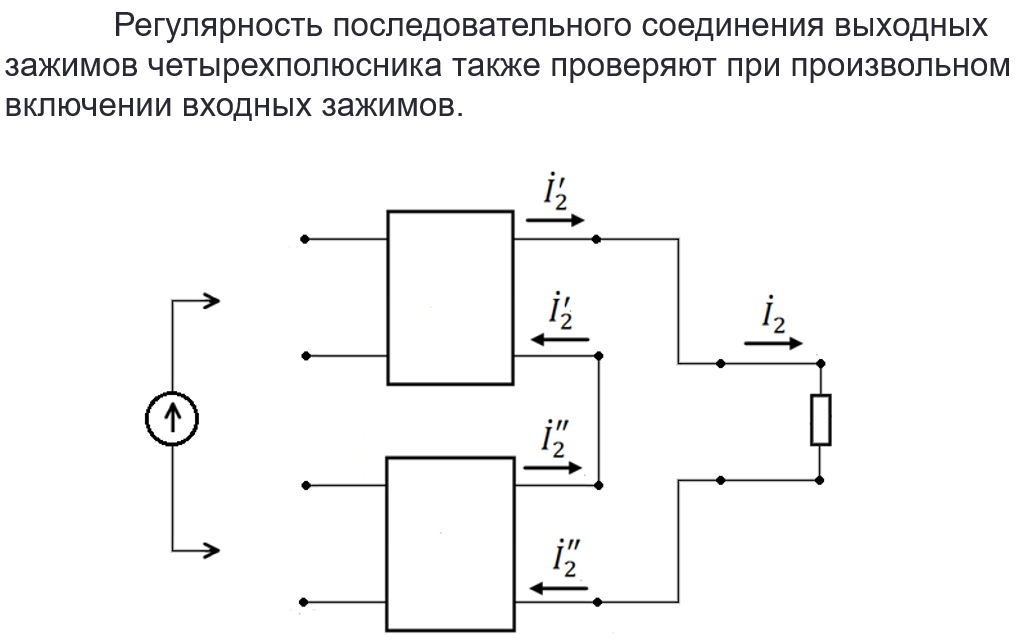 Регулярность последовательного соединения выходных
зажимов четырехполюсника также проверяют при произвольном
включении входных зажимов.
İ′₂
İ′₂
İ₂
İ″₂
İ″₂